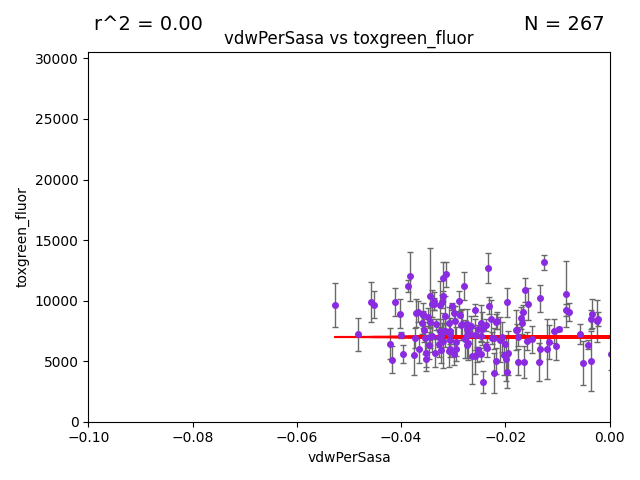 r^2 = 0.00
N = 267
vdwPerSasa vs toxgreen_fluor
30000
25000
20000
15000
10000
5000
0
toxgreen_fluor
−0.10
−0.08
−0.06
−0.04
−0.02
0.00
vdwPerSasa